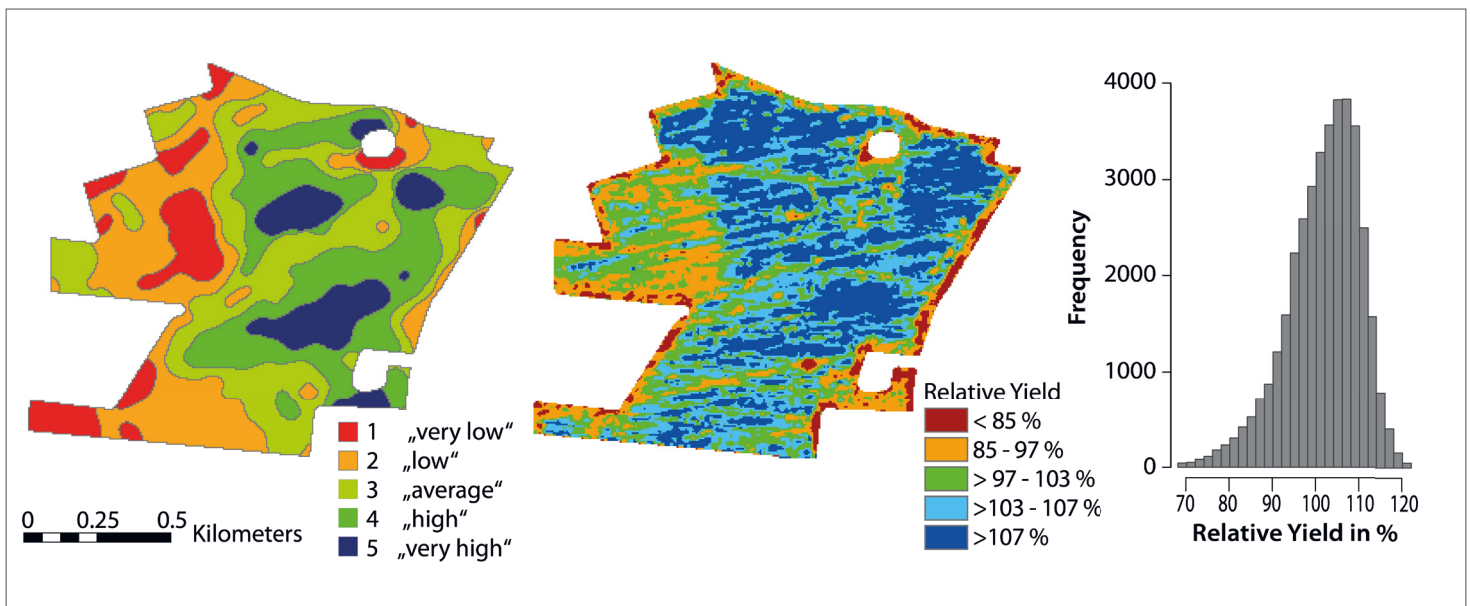 1 „very low“
2 „low“
3 „average“
4 „high“
5 „very high“
0 0.25 0.5
Kilometers
Relative Yield
< 85 %
85 - 97 %
> 97 - 103 %
>103 - 107 %
>107 %
Frequency
4000
3000
2000
1000
0
70 80 90 100 110 120
Relative Yield in %